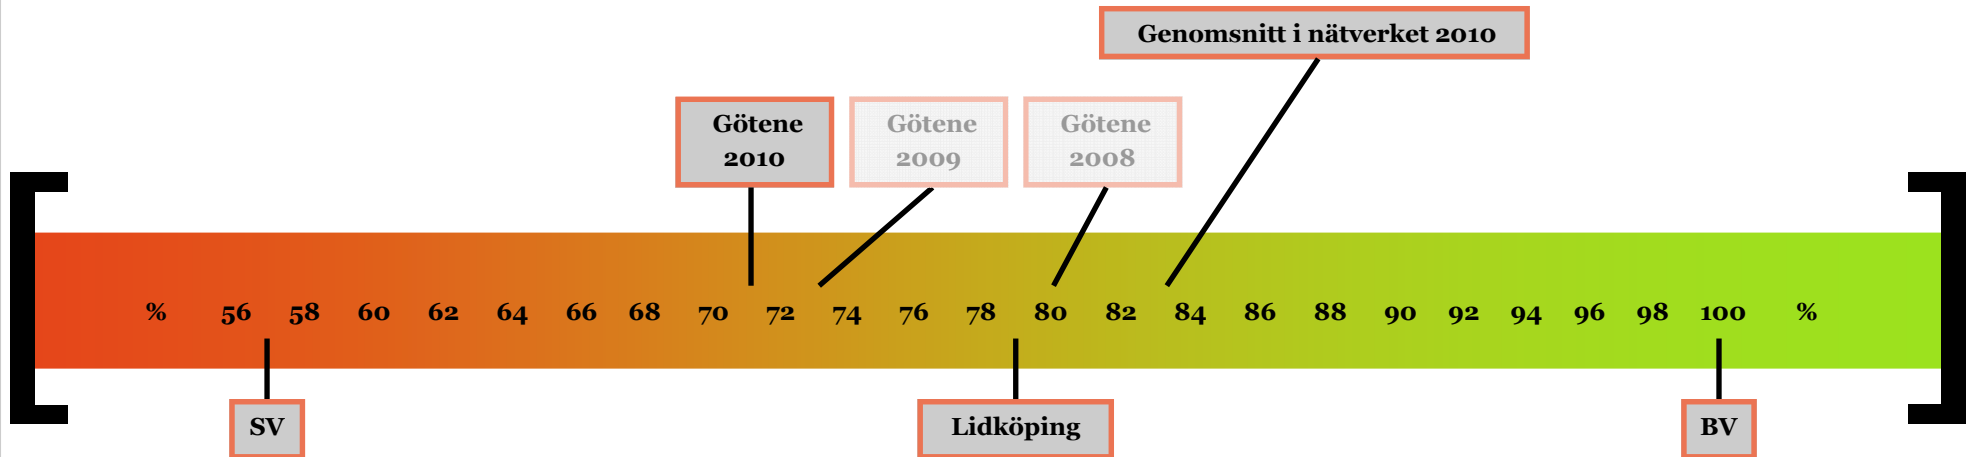 Genomsnitt i nätverket 2010
Götene
2010
Götene
2009
Götene
2008
% 56 58 60 62 64 66 68 70 72 74 76 78 80 82 84 86 88 90 92 94 96 98 100 %
SV
Lidköping
BV